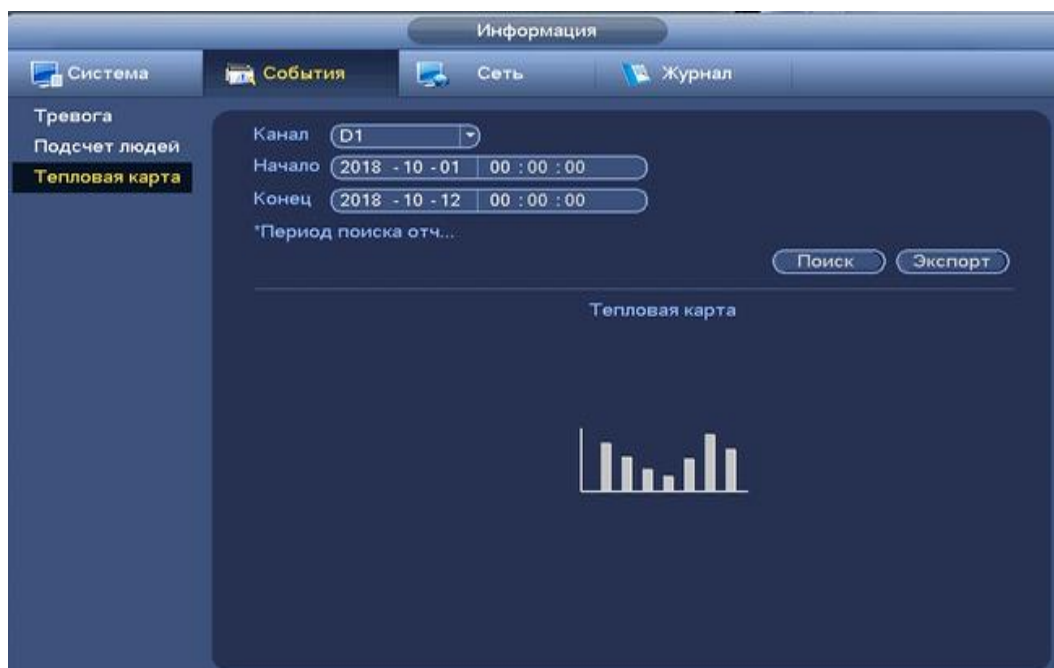 Информация
Система События Сеть Журнал
Тревога
Подсчет людей
Тепловая карта
Канал D1
Начало 2018 - 10 - 01 00 : 00 : 00
Конец 2018 - 10 - 12 00 : 00 : 00
*Период поиска отч...
Поиск Экспорт
Тепловая карта